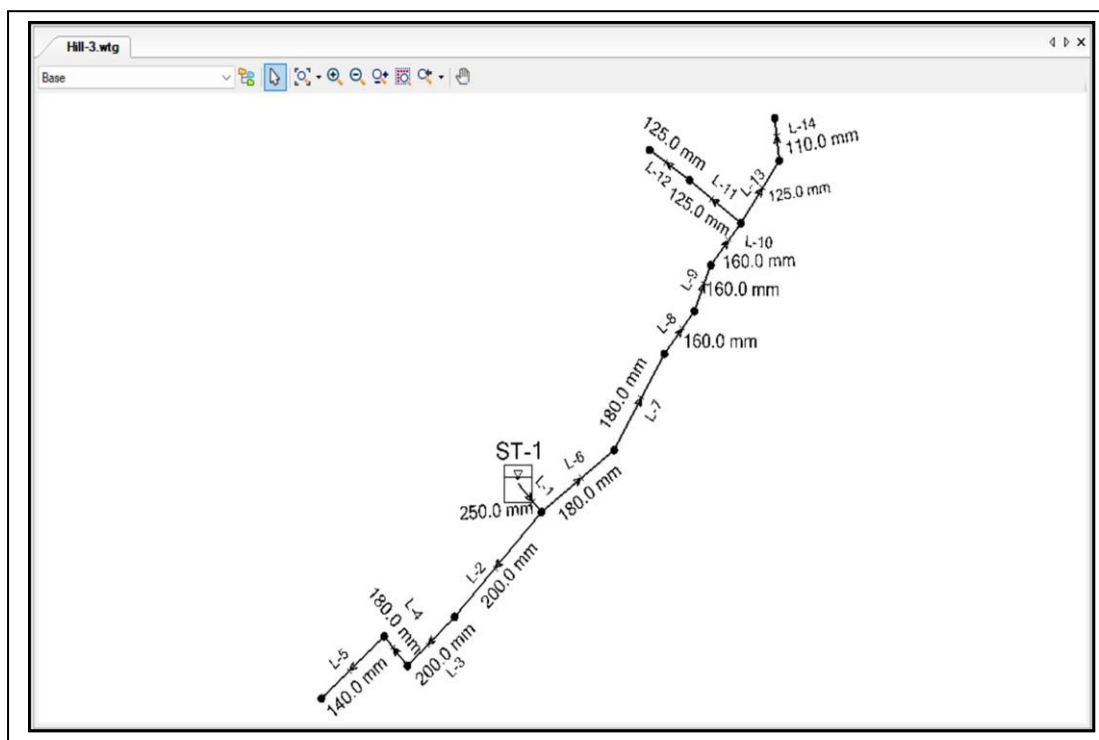 Hill-3.wtg
Base
L-14
110.0 mm
125.0 mm
L-12
L-11
125.0 mm
L-13
125.0 mm
L-10
160.0 mm
L-9
160.0 mm
L-8
160.0 mm
180.0 mm
L-7
ST-1
L-1
250.0 mm
L-6
180.0 mm
L-2
200.0 mm
L-4
180.0 mm
L-3
200.0 mm
L-5
140.0 mm